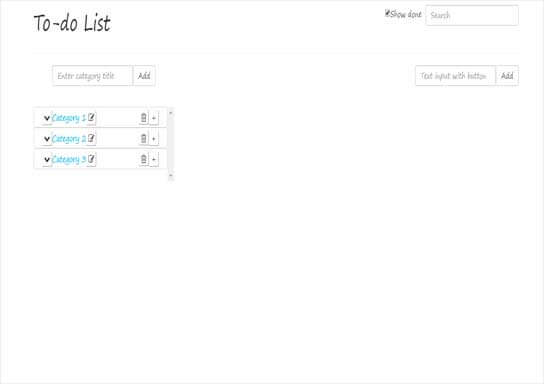 To-do List
Show done
Search
Enter category title
Add
Text input with button
Add
Category 1
+
Category 2
+
Category 3
+